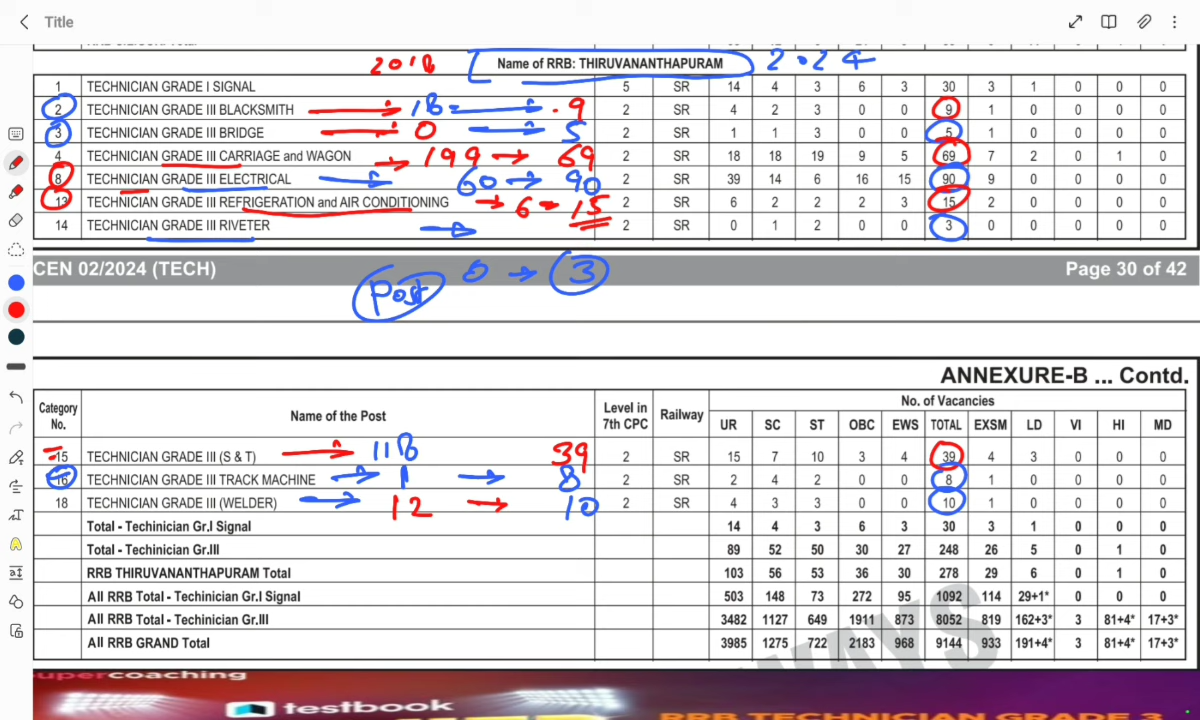 Title
2018 Name of RRB: THIRUVANANTHAPURAM 2024
1 TECHNICIAN GRADE I SIGNAL 5 SR 14 4 3 6 3 30 3 1 0 0 0
2 TECHNICIAN GRADE III BLACKSMITH 18 9 2 SR 4 2 3 0 0 9 1 0 0 0 0
3 TECHNICIAN GRADE III BRIDGE 0 5 2 SR 1 1 3 0 0 5 1 0 0 0 0
4 TECHNICIAN GRADE III CARRIAGE and WAGON 199 69 2 SR 18 18 19 9 5 69 7 2 0 1 0
8 TECHNICIAN GRADE III ELECTRICAL 60 90 2 SR 39 14 6 16 15 90 9 0 0 0 0
13 TECHNICIAN GRADE III REFRIGERATION and AIR CONDITIONING 6 15 2 SR 6 2 2 2 3 15 2 0 0 0 0
14 TECHNICIAN GRADE III RIVETER 2 SR 0 1 2 0 0 3 0 0 0 0 0
CEN 02/2024 (TECH) Page 30 of 42
Post 0 3
ANNEXURE-B ... Contd.
Category No. Name of the Post Level in 7th CPC Railway No. of Vacancies
UR SC ST OBC EWS TOTAL EXSM LD VI HI MD
15 TECHNICIAN GRADE III (S & T) 118 39 2 SR 15 7 10 3 4 39 4 3 0 0 0
16 TECHNICIAN GRADE III TRACK MACHINE 1 8 2 SR 2 4 2 0 0 8 1 0 0 0 0
18 TECHNICIAN GRADE III (WELDER) 12 10 2 SR 4 3 3 0 0 10 1 0 0 0 0
Total - Techinician Gr.I Signal 14 4 3 6 3 30 3 1 0 0 0
Total - Techinician Gr.III 89 52 50 30 27 248 26 5 0 1 0
RRB THIRUVANANTHAPURAM Total 103 56 53 36 30 278 29 6 0 1 0
All RRB Total - Techinician Gr.I Signal 503 148 73 272 95 1092 114 29+1* 0 0 0
All RRB Total - Techinician Gr.III 3482 1127 649 1911 873 8052 819 162+3* 3 81+4* 17+3*
All RRB GRAND Total 3985 1275 722 2183 968 9144 933 191+4* 3 81+4* 17+3*
supercoaching
testbook
RRB TECHNICIAN GRADE 3